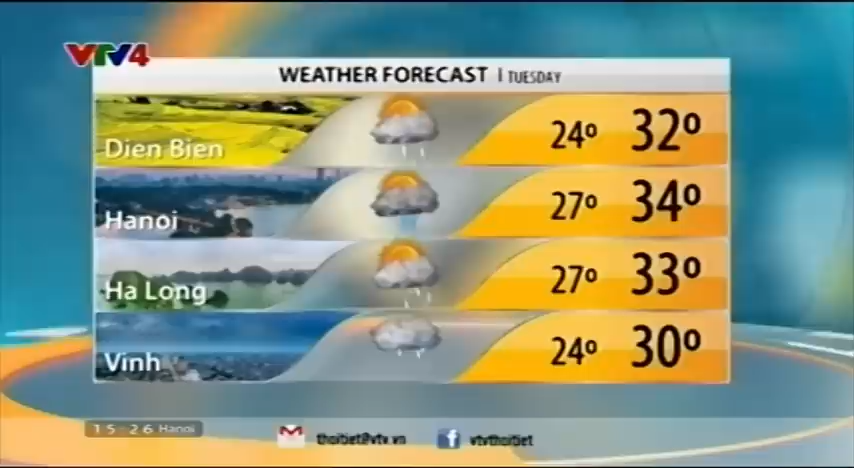 VTV4
WEATHER FORECAST | TUESDAY
Dien Bien 24º 32º
Hanoi 27º 34º
Ha Long 27º 33º
Vinh 24º 30º
15-26 Hanoi
thoitiet@vtv.vn
vtvthoitiet